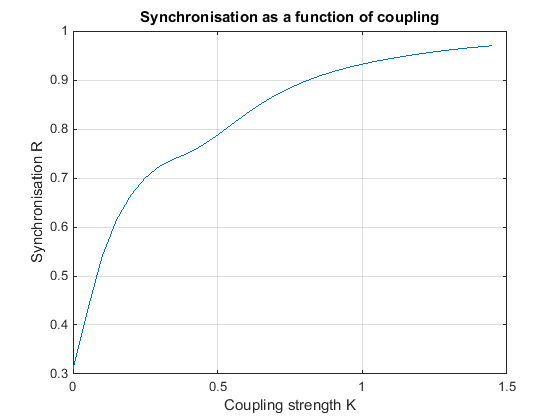 Synchronisation as a function of coupling
1
0.9
0.8
0.7
0.6
0.5
0.4
0.3
Synchronisation R
0 0.5 1 1.5
Coupling strength K